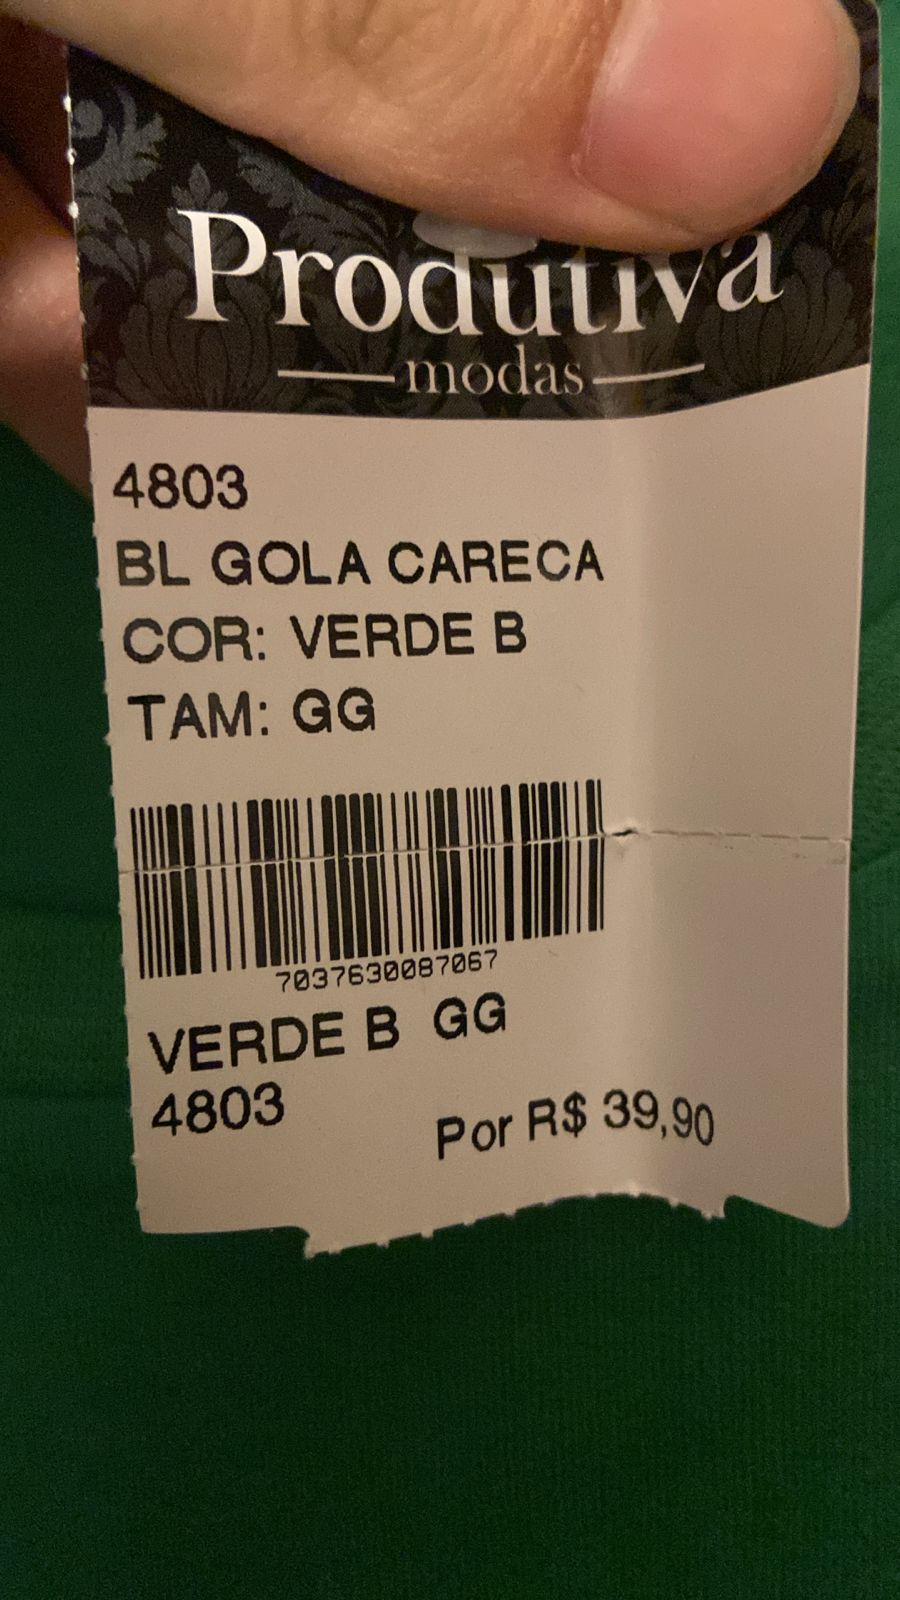 Produtiva
modas
4803
BL GOLA CARECA
COR: VERDE B
TAM: GG
7037630087067
VERDE B GG
4803
Por R$ 39,90